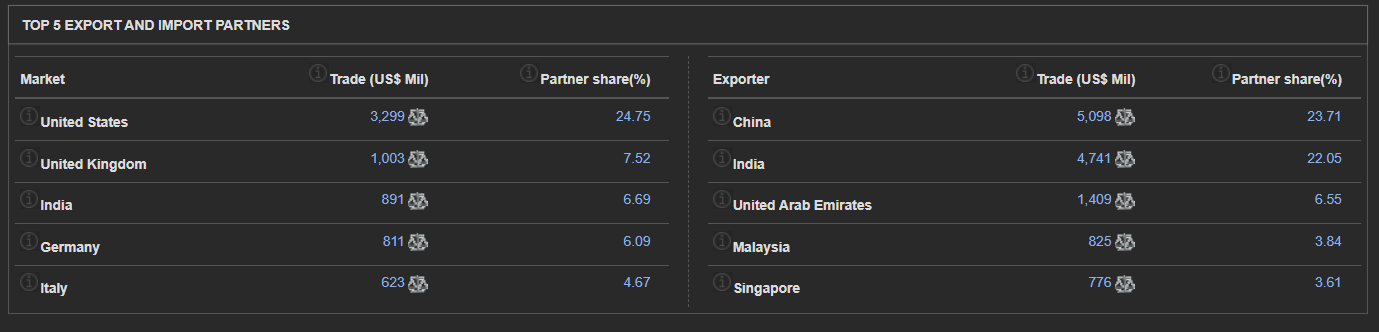 TOP 5 EXPORT AND IMPORT PARTNERS
Market Trade (US$ Mil) Partner share(%)
United States 3,299 24.75
United Kingdom 1,003 7.52
India 891 6.69
Germany 811 6.09
Italy 623 4.67
Exporter Trade (US$ Mil) Partner share(%)
China 5,098 23.71
India 4,741 22.05
United Arab Emirates 1,409 6.55
Malaysia 825 3.84
Singapore 776 3.61